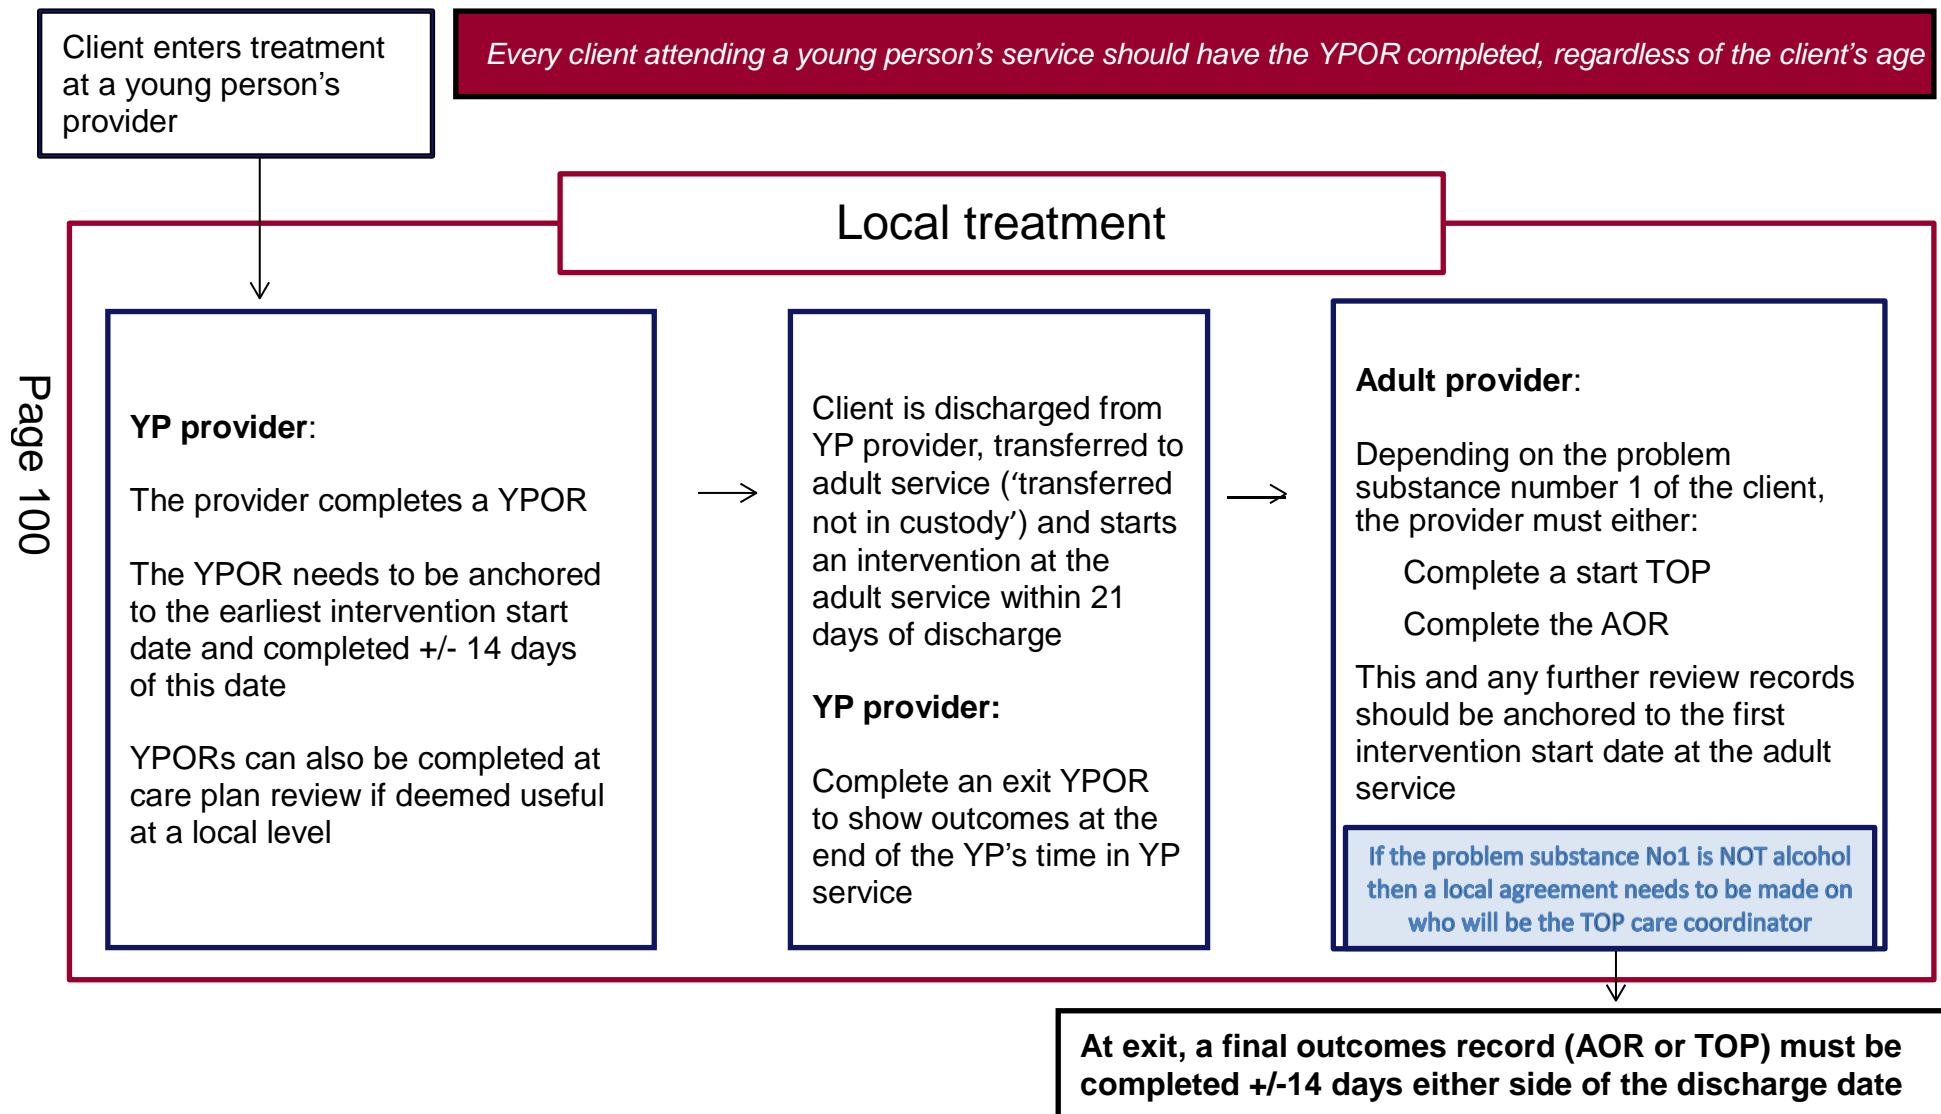 Client enters treatment
at a young person's
provider
Every client attending a young person's service should have the YPOR completed, regardless of the client's age
Local treatment
Page 100
YP provider:
The provider completes a YPOR
The YPOR needs to be anchored
to the earliest intervention start
date and completed +/- 14 days
of this date
YPORs can also be completed at
care plan review if deemed useful
at a local level
Client is discharged from
YP provider, transferred to
adult service ('transferred
not in custody') and starts
an intervention at the
adult service within 21
days of discharge
YP provider:
Complete an exit YPOR
to show outcomes at the
end of the YP's time in YP
service
Adult provider:
Depending on the problem
substance number 1 of the client,
the provider must either:
Complete a start TOP
Complete the AOR
This and any further review records
should be anchored to the first
intervention start date at the adult
service
If the problem substance No1 is NOT alcohol
then a local agreement needs to be made on
who will be the TOP care coordinator
At exit, a final outcomes record (AOR or TOP) must be
completed +/-14 days either side of the discharge date